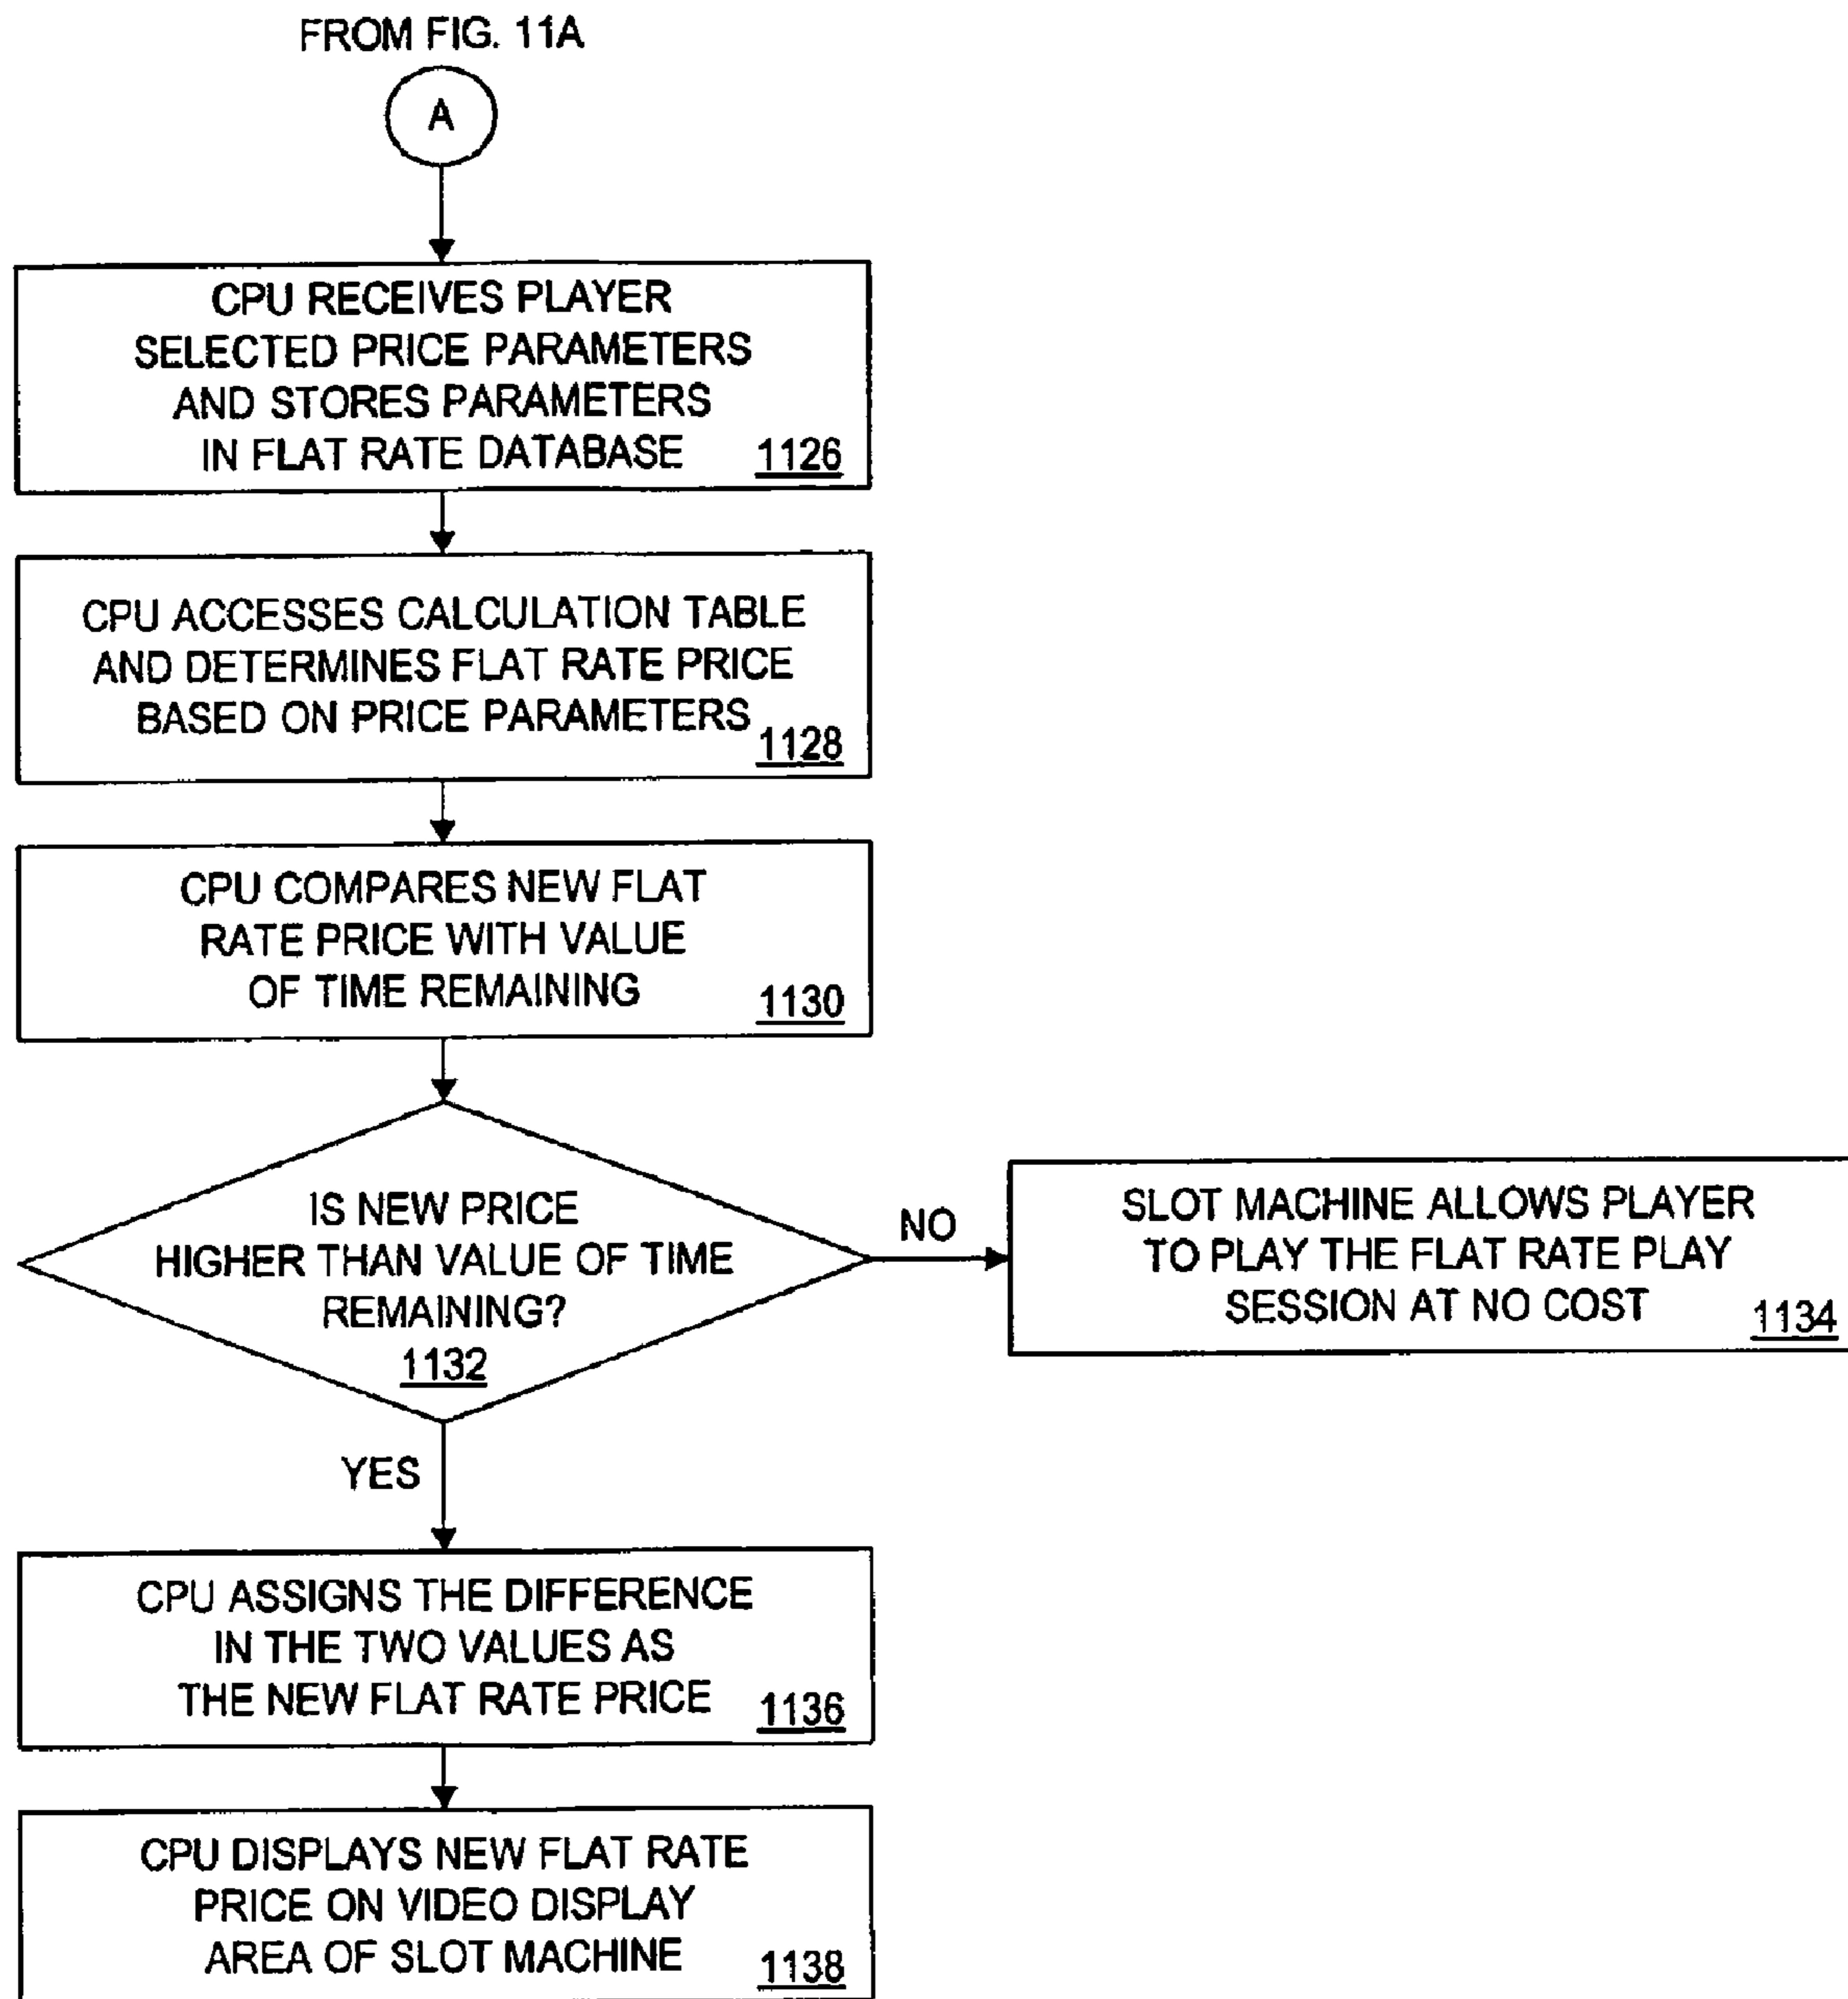 FROM FIG. 11A
A
CPU RECEIVES PLAYER
SELECTED PRICE PARAMETERS
AND STORES PARAMETERS
IN FLAT RATE DATABASE 1126
CPU ACCESSES CALCULATION TABLE
AND DETERMINES FLAT RATE PRICE
BASED ON PRICE PARAMETERS 1128
CPU COMPARES NEW FLAT
RATE PRICE WITH VALUE
OF TIME REMAINING 1130
IS NEW PRICE
HIGHER THAN VALUE OF TIME
REMAINING?
1132
NO
SLOT MACHINE ALLOWS PLAYER
TO PLAY THE FLAT RATE PLAY
SESSION AT NO COST 1134
YES
CPU ASSIGNS THE DIFFERENCE
IN THE TWO VALUES AS
THE NEW FLAT RATE PRICE 1136
CPU DISPLAYS NEW FLAT RATE
PRICE ON VIDEO DISPLAY
AREA OF SLOT MACHINE 1138